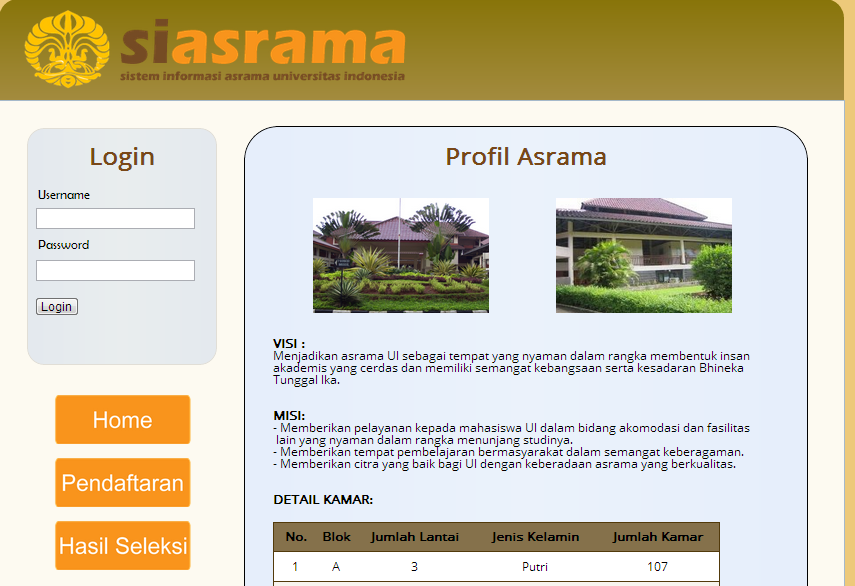 siasrama
sistem informasi asrama universitas indonesia
Login
Username
Password
Login
Home
Pendaftaran
Hasil Seleksi
Profil Asrama
VISI :
Menjadikan asrama UI sebagai tempat yang nyaman dalam rangka membentuk insan
akademis yang cerdas dan memiliki semangat kebangsaan serta kesadaran Bhineka
Tunggal Ika.
MISI:
- Memberikan pelayanan kepada mahasiswa UI dalam bidang akomodasi dan fasilitas
lain yang nyaman dalam rangka menunjang studinya.
- Memberikan tempat pembelajaran bermasyarakat dalam semangat keberagaman.
- Memberikan citra yang baik bagi UI dengan keberadaan asrama yang berkualitas.
DETAIL KAMAR:
No. Blok Jumlah Lantai Jenis Kelamin Jumlah Kamar
1 A 3 Putri 107